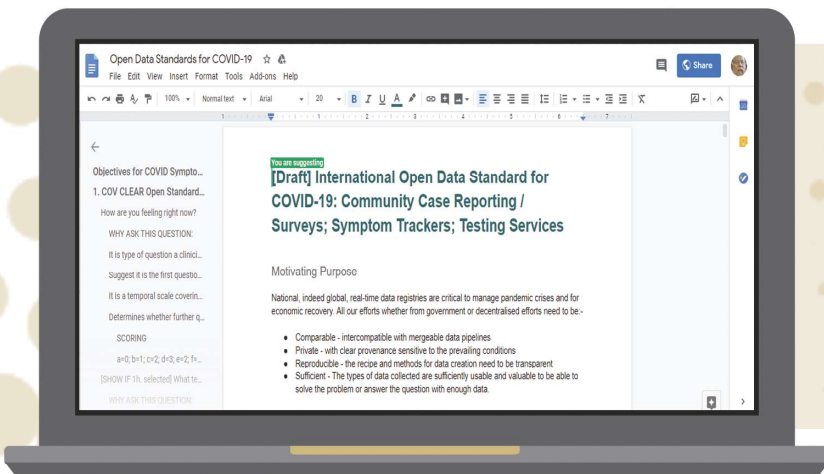 Open Data Standards for COVID-19
File Edit View Insert Format Tools Add-ons Help
Share
100% Normal text Arial 20 B I U A
1 1 2 3 4 5 6 7
Objectives for COVID Sympto...
1. COV CLEAR Open Standard...
How are you feeling right now?
WHY ASK THIS QUESTION:
It is type of question a clinici...
Suggest it is the first questio...
It is a temporal scale coverin...
Determines whether further q...
SCORING
a=0; b=1; c=2; d=3; e=2; f=...
[SHOW IF 1h. selected] What te...
WHY ASK THIS QUESTION:
You are suggesting
[Draft] International Open Data Standard for
COVID-19: Community Case Reporting /
Surveys; Symptom Trackers; Testing Services
Motivating Purpose
National, indeed global, real-time data registries are critical to manage pandemic crises and for
economic recovery. All our efforts whether from government or decentralised efforts need to be:-
● Comparable - intercompatible with mergeable data pipelines
● Private - with clear provenance sensitive to the prevailing conditions
● Reproducible - the recipe and methods for data creation need to be transparent
● Sufficient - The types of data collected are sufficiently usable and valuable to be able to
solve the problem or answer the question with enough data.